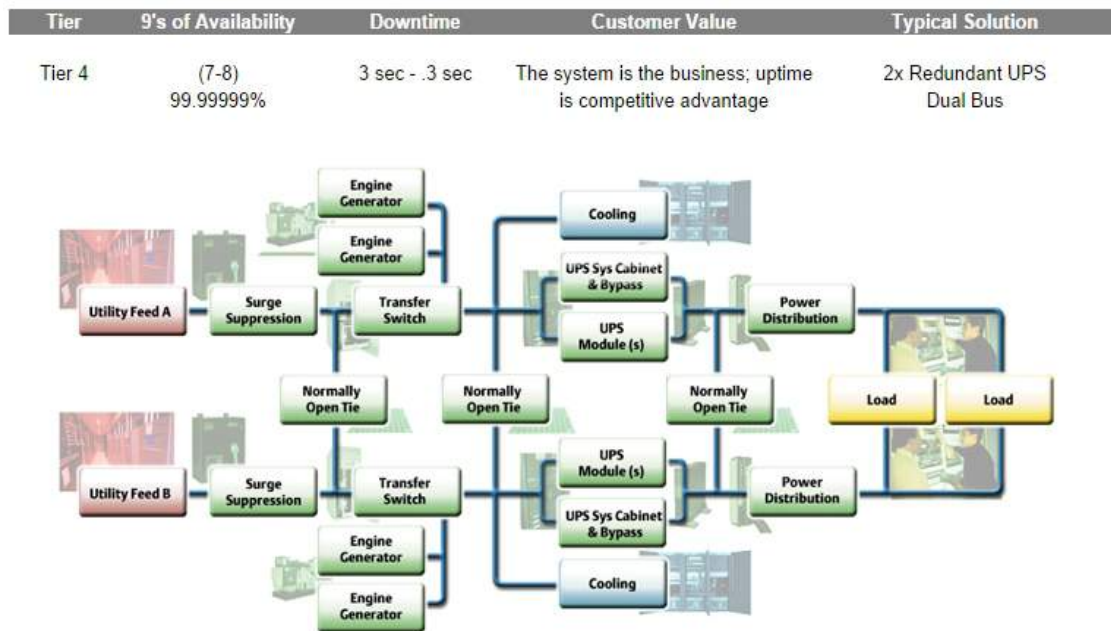 Tier 9's of Availability Downtime Customer Value Typical Solution
Tier 4 (7-8) 3 sec - .3 sec The system is the business; uptime 2x Redundant UPS
99.99999% is competitive advantage Dual Bus
Engine
Generator
Cooling
Engine
Generator
UPS Sys Cabinet
& Bypass
Utility Feed A
Surge
Suppression
Transfer
Switch
UPS
Module (s)
Power
Distribution
Normally
Open Tie
Normally
Open Tie
Normally
Open Tie
Load
Load
Utility Feed B
Surge
Suppression
Transfer
Switch
UPS
Module (s)
UPS Sys Cabinet
& Bypass
Power
Distribution
Engine
Generator
Cooling
Engine
Generator